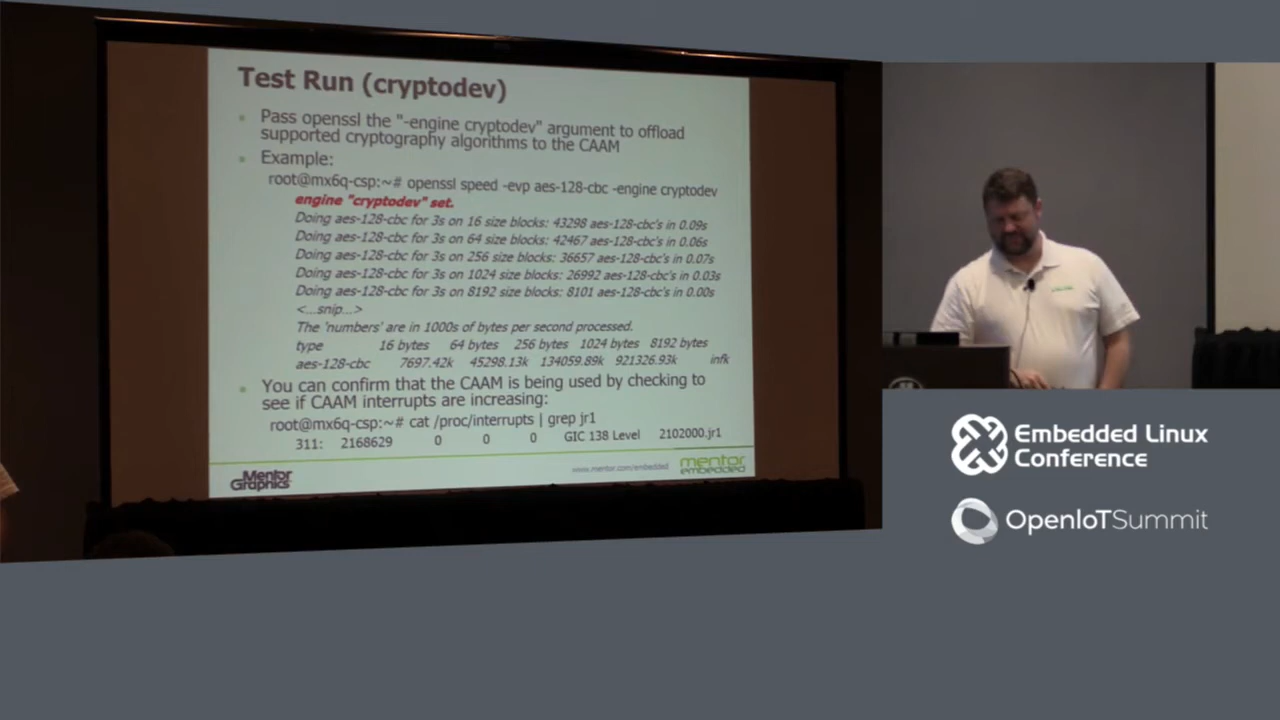 Test Run (cryptodev)
Pass openssl the "-engine cryptodev" argument to offload
supported cryptography algorithms to the CAAM
Example:
root@mx6q-csp:~# openssl speed -evp aes-128-cbc -engine cryptodev
engine "cryptodev" set.
Doing aes-128-cbc for 3s on 16 size blocks: 43298 aes-128-cbc's in 0.09s
Doing aes-128-cbc for 3s on 64 size blocks: 42467 aes-128-cbc's in 0.06s
Doing aes-128-cbc for 3s on 256 size blocks: 36657 aes-128-cbc's in 0.07s
Doing aes-128-cbc for 3s on 1024 size blocks: 26992 aes-128-cbc's in 0.03s
Doing aes-128-cbc for 3s on 8192 size blocks: 8101 aes-128-cbc's in 0.00s
<...snip...>
The 'numbers' are in 1000s of bytes per second processed.
type 16 bytes 64 bytes 256 bytes 1024 bytes 8192 bytes
aes-128-cbc 7697.42k 45298.13k 134059.89k 921326.93k infk
You can confirm that the CAAM is being used by checking to
see if CAAM interrupts are increasing:
root@mx6q-csp:~# cat /proc/interrupts | grep jr1
311: 2168629 0 0 0 GIC 138 Level 2102000.jr1
Mentor
Graphics
www.mentor.com/embedded
mentor
embedded
Embedded Linux
Conference
OpenIoTSummit